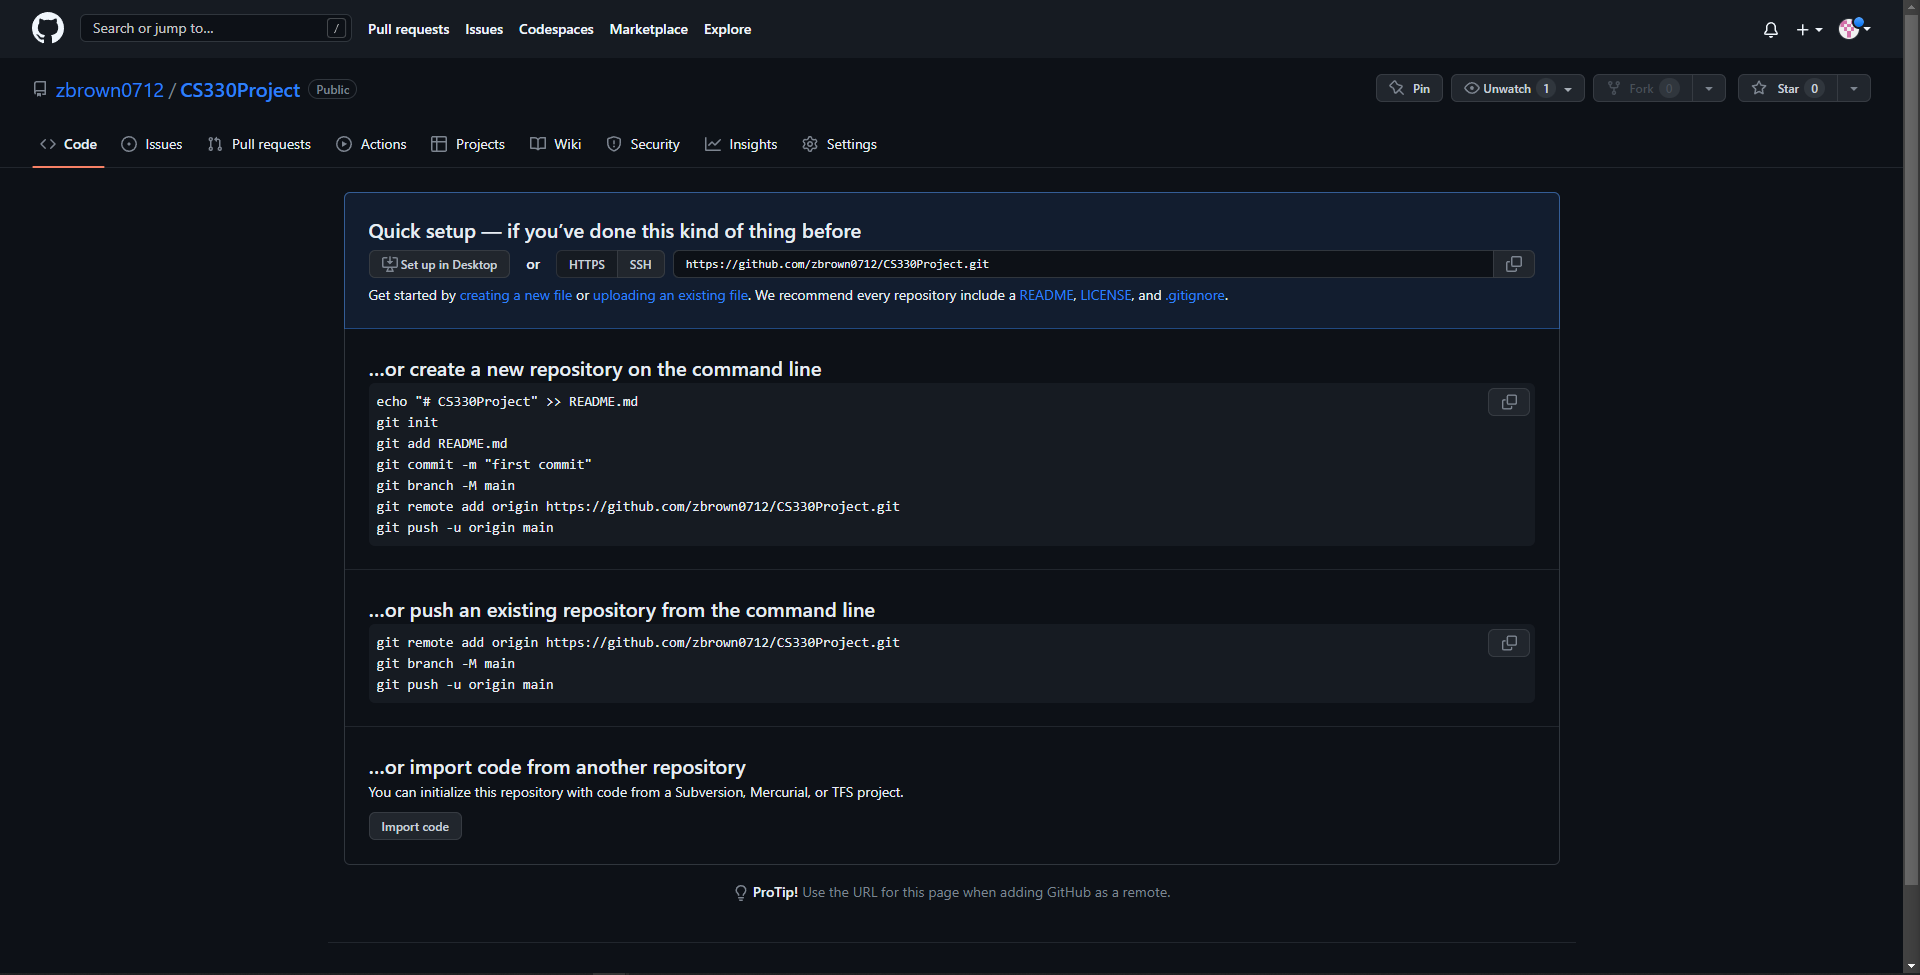 Search or jump to... /
Pull requests Issues Codespaces Marketplace Explore
zbrown0712 / CS330Project Public
Pin Unwatch 1 Fork 0 Star 0
Code Issues Pull requests Actions Projects Wiki Security Insights Settings
Quick setup — if you’ve done this kind of thing before
Set up in Desktop or HTTPS SSH https://github.com/zbrown0712/CS330Project.git
Get started by creating a new file or uploading an existing file. We recommend every repository include a README, LICENSE, and .gitignore.
…or create a new repository on the command line
echo "# CS330Project" >> README.md
git init
git add README.md
git commit -m "first commit"
git branch -M main
git remote add origin https://github.com/zbrown0712/CS330Project.git
git push -u origin main
…or push an existing repository from the command line
git remote add origin https://github.com/zbrown0712/CS330Project.git
git branch -M main
git push -u origin main
…or import code from another repository
You can initialize this repository with code from a Subversion, Mercurial, or TFS project.
Import code
ProTip! Use the URL for this page when adding GitHub as a remote.